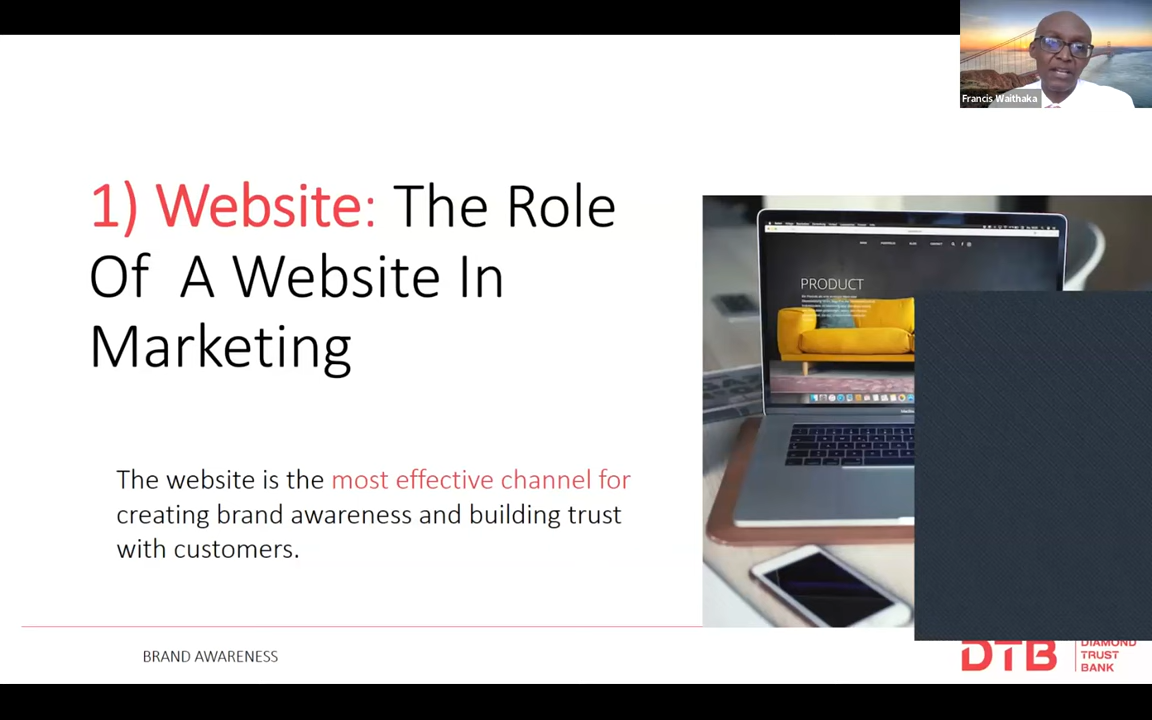 Francis Waithaka
1) Website: The Role
Of A Website In
Marketing
PRODUCT
The website is the most effective channel for
creating brand awareness and building trust
with customers.
BRAND AWARENESS
DTB
DIAMOND
TRUST
BANK